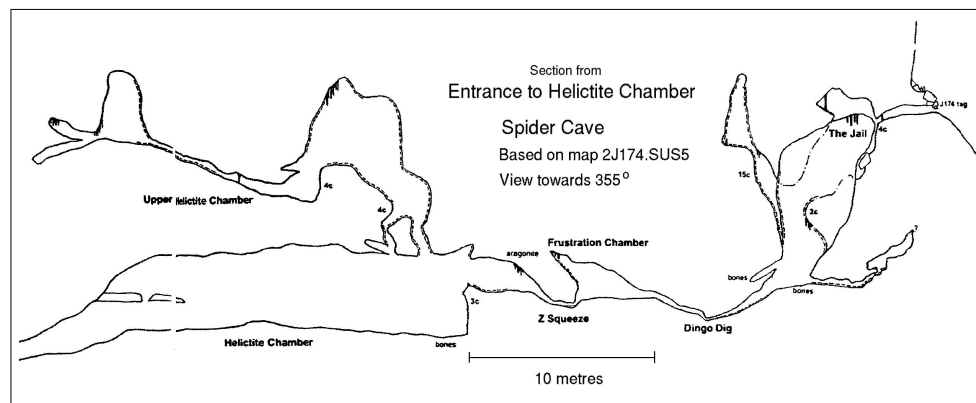 Section from
Entrance to Helictite Chamber
Spider Cave
Based on map 2J174.SUS5
View towards 355°
J174 tag
The Jail
4c
15c
2c
?
Upper Helictite Chamber
4c
4c
Frustration Chamber
aragonite
bones
bones
3c
Z Squeeze
Dingo Dig
Helictite Chamber
bones
10 metres